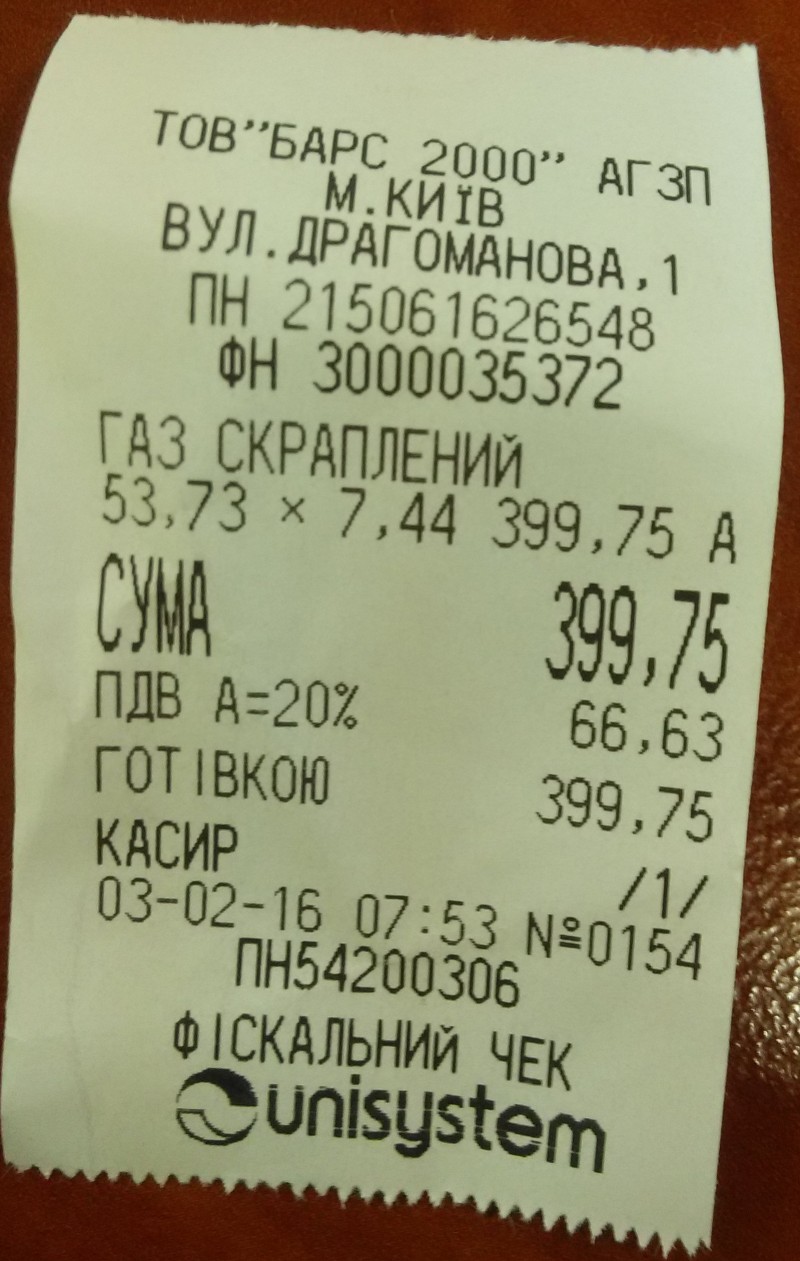 ТОВ"БАРС 2000" АГЗП
М.КИЇВ
ВУЛ.ДРАГОМАНОВА,1
ПН 215061626548
ФН 3000035372
ГАЗ СКРАПЛЕНИЙ
53,73 × 7,44 399,75 А
СУМА 399,75
ПДВ А=20% 66,63
ГОТІВКОЮ 399,75
КАСИР /1/
03-02-16 07:53 №0154
ПН54200306
ФІСКАЛЬНИЙ ЧЕК
unisystem